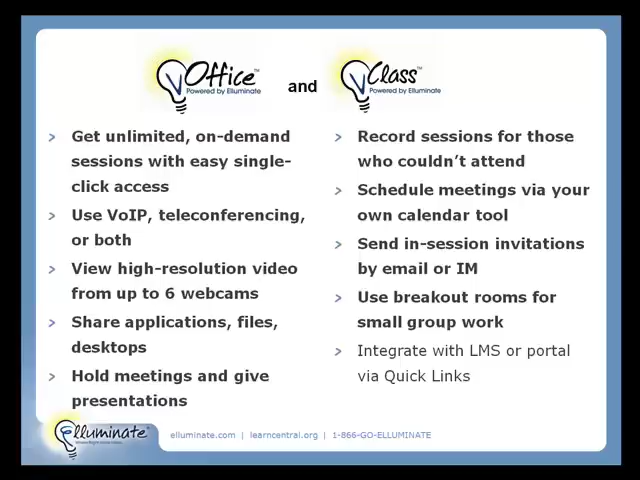 vOffice™
Powered by Elluminate
and
vClass™
Powered by Elluminate
> Get unlimited, on-demand
sessions with easy single-
click access
> Use VoIP, teleconferencing,
or both
> View high-resolution video
from up to 6 webcams
> Share applications, files,
desktops
> Hold meetings and give
presentations
> Record sessions for those
who couldn’t attend
> Schedule meetings via your
own calendar tool
> Send in-session invitations
by email or IM
> Use breakout rooms for
small group work
> Integrate with LMS or portal
via Quick Links
elluminate
elluminate.com | learncentral.org | 1-866-GO-ELLUMINATE